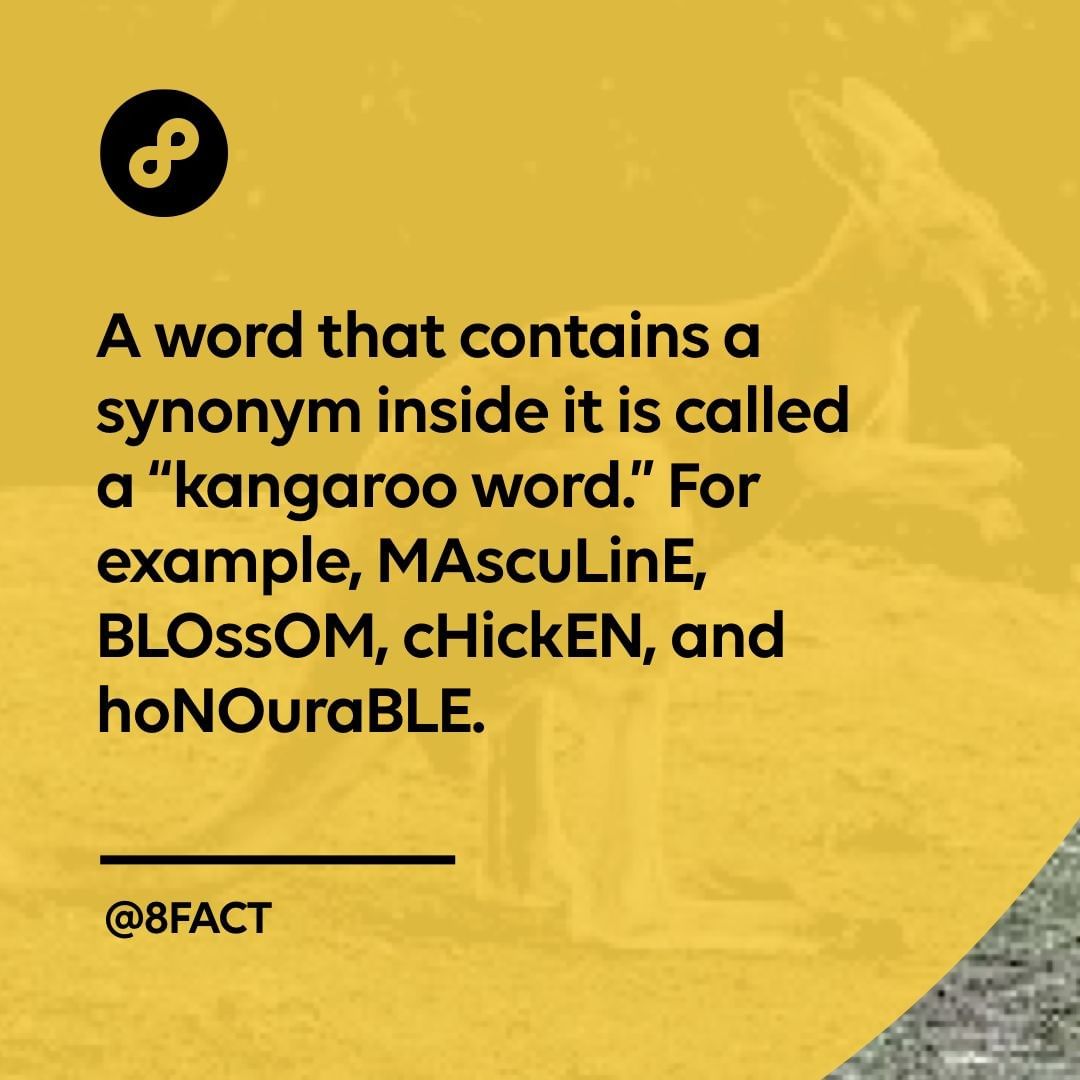 A word that contains a
synonym inside it is called
a “kangaroo word.” For
example, MAscuLinE,
BLOssOM, cHickEN, and
hoNOuraBLE.
@8FACT